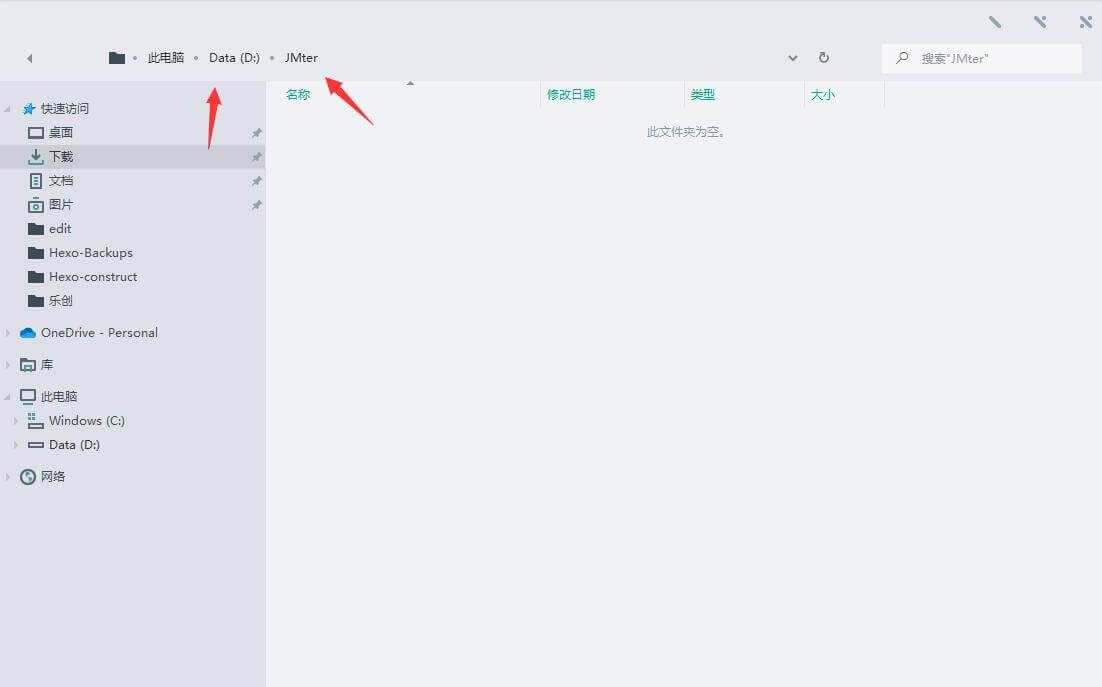 此电脑 Data (D:) JMter 搜索"JMter"
名称 修改日期 类型 大小
此文件夹为空。
快速访问
桌面
下载
文档
图片
edit
Hexo-Backups
Hexo-construct
乐创
OneDrive - Personal
库
此电脑
Windows (C:)
Data (D:)
网络